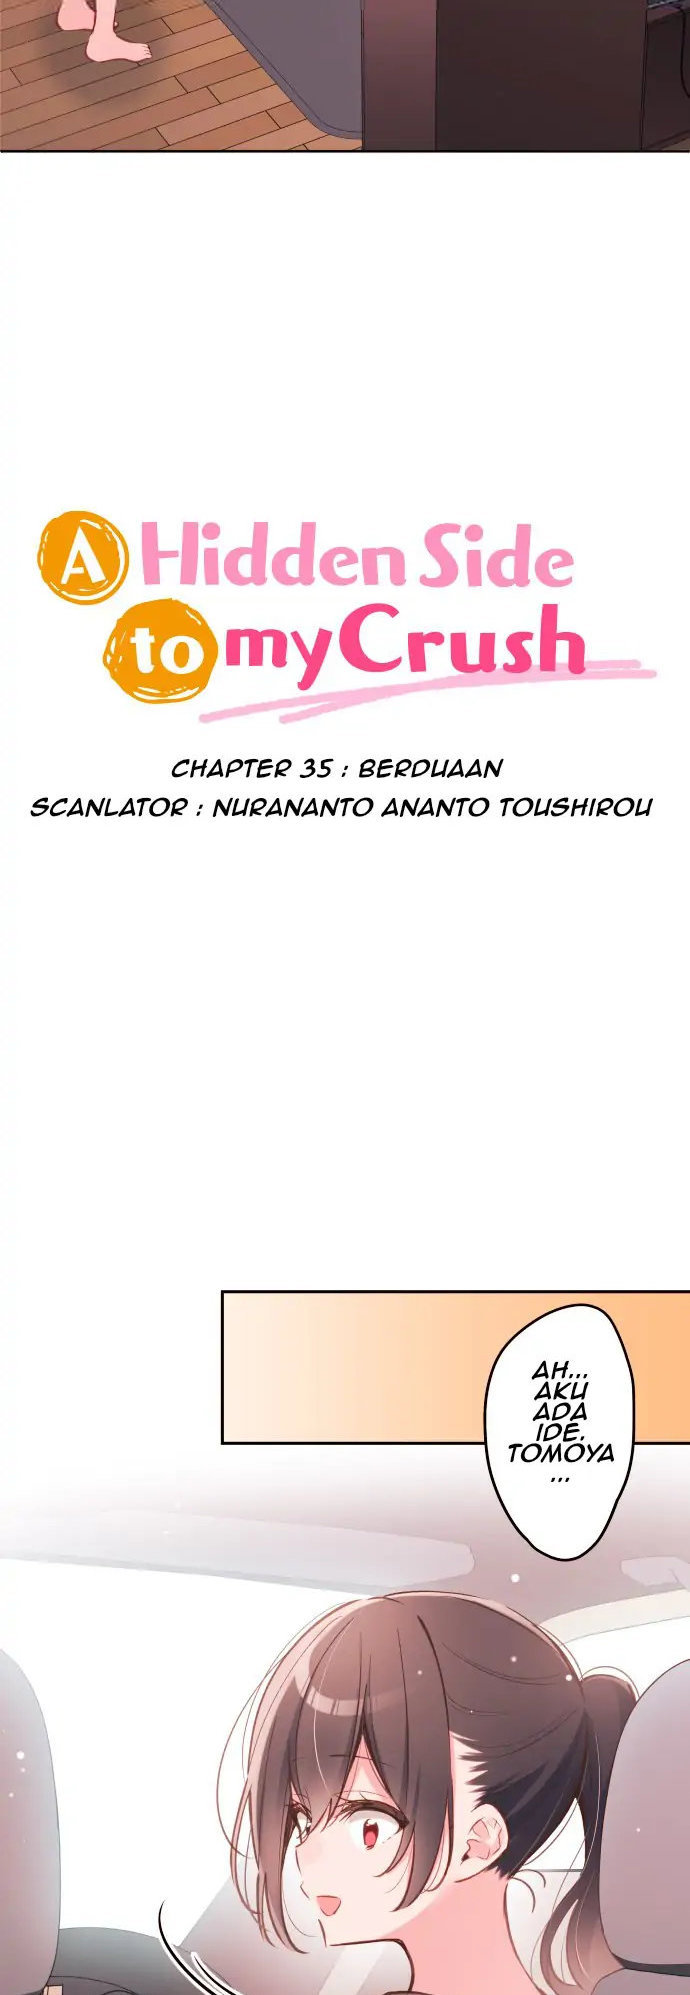 A Hidden Side
to my Crush
CHAPTER 35 : BERDUAAN
SCANLATOR : NURANANTO ANANTO TOUSHIROU
AH...
AKU
ADA
IDE,
TOMOYA
...